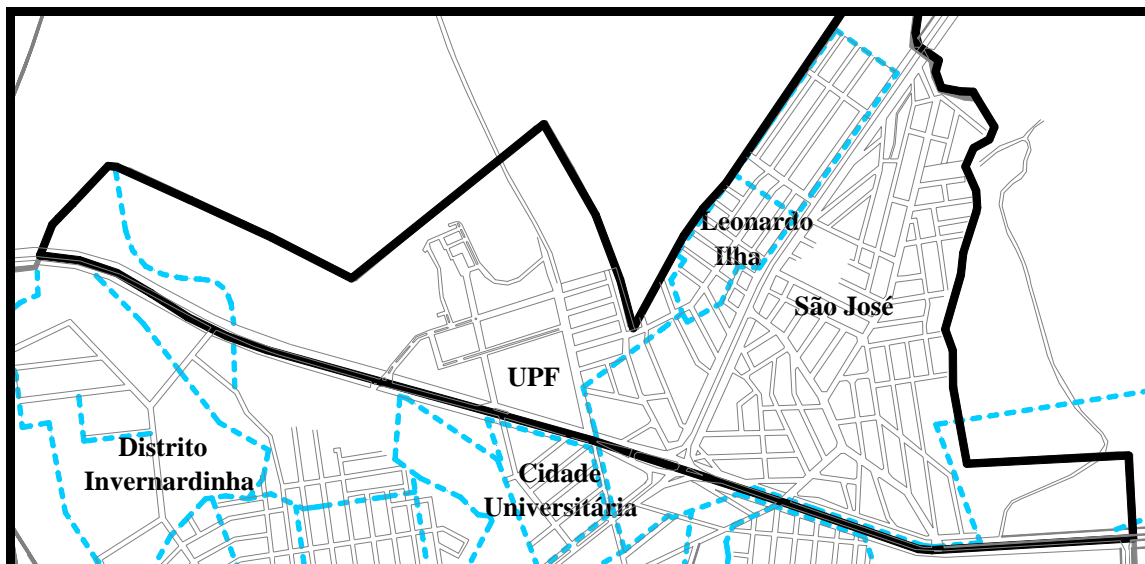 Leonardo
Ilha
São José
UPF
Distrito
Invernardinha
Cidade
Universitária